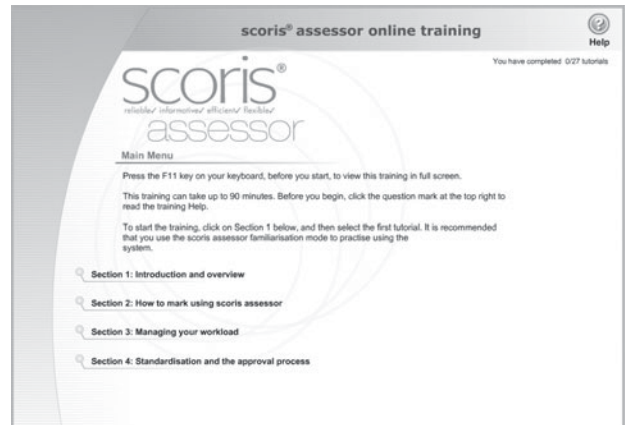 scoris® assessor online training
Help
You have completed 0/27 tutorials
scoris®
reliable✓ informative✓ efficient✓ flexible✓
assessor
Main Menu
Press the F11 key on your keyboard, before you start, to view this training in full screen.
This training can take up to 90 minutes. Before you begin, click the question mark at the top right to
read the training Help.
To start the training, click on Section 1 below, and then select the first tutorial. It is recommended
that you use the scoris assessor familiarisation mode to practise using the
system.
Section 1: Introduction and overview
Section 2: How to mark using scoris assessor
Section 3: Managing your workload
Section 4: Standardisation and the approval process